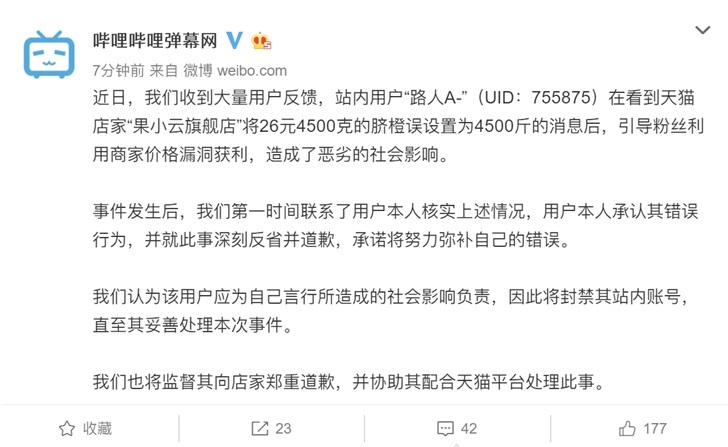 哔哩哔哩弹幕网
7分钟前 来自 微博 weibo.com
近日，我们收到大量用户反馈，站内用户“路人A-”（UID：755875）在看到天猫
店家“果小云旗舰店”将26元4500克的脐橙误设置为4500斤的消息后，引导粉丝利
用商家价格漏洞获利，造成了恶劣的社会影响。
事件发生后，我们第一时间联系了用户本人核实上述情况，用户本人承认其错误
行为，并就此事深刻反省并道歉，承诺将努力弥补自己的错误。
我们认为该用户应为自己言行所造成的社会影响负责，因此将封禁其站内账号，
直至其妥善处理本次事件。
我们也将监督其向店家郑重道歉，并协助其配合天猫平台处理此事。
收藏 23 42 177